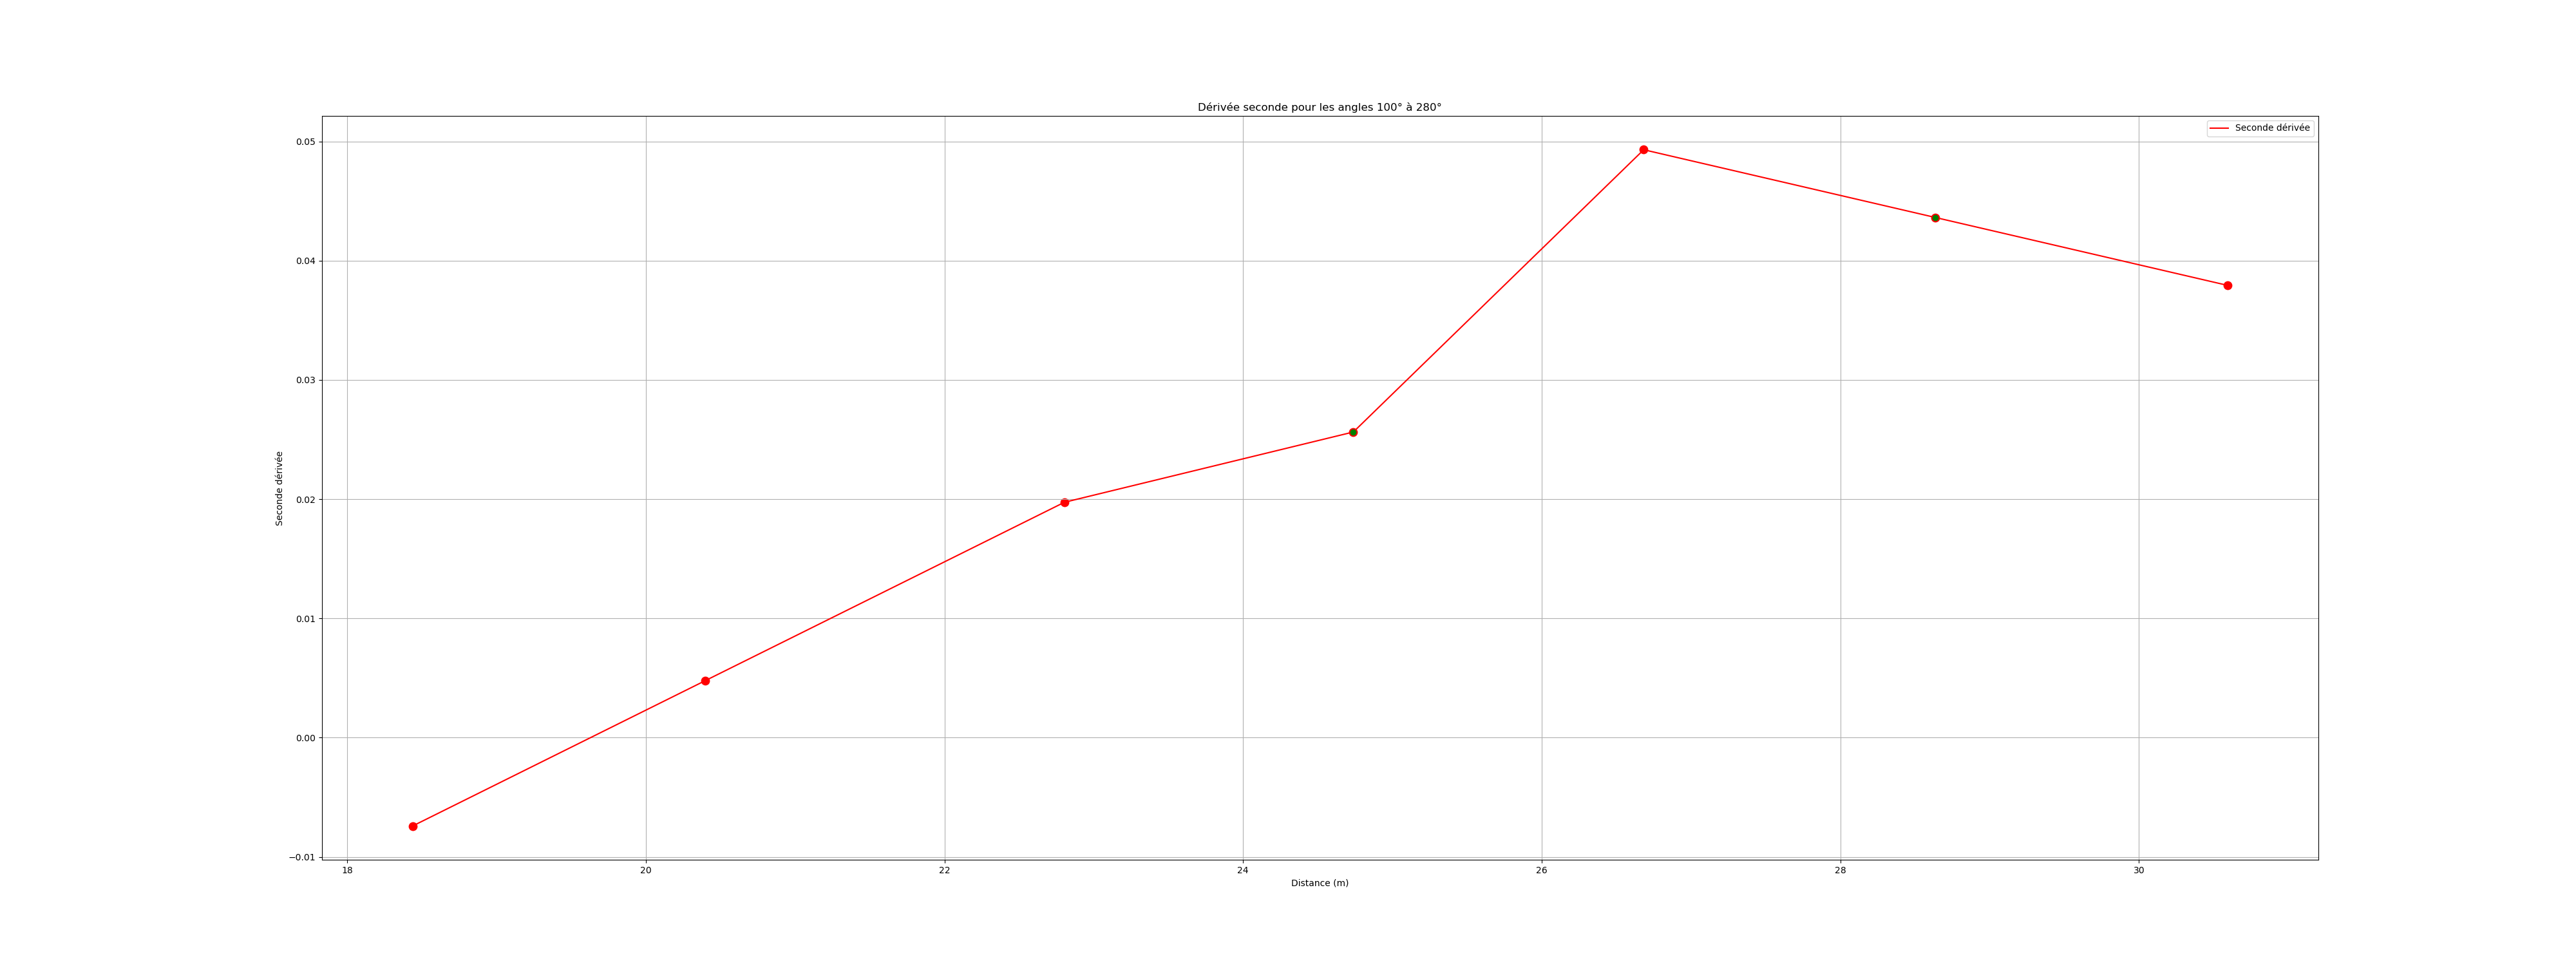 Dérivée seconde pour les angles 100° à 280°
Seconde dérivée
0.05
0.04
0.03
0.02
0.01
0.00
−0.01
Seconde dérivée
18 20 22 24 26 28 30
Distance (m)